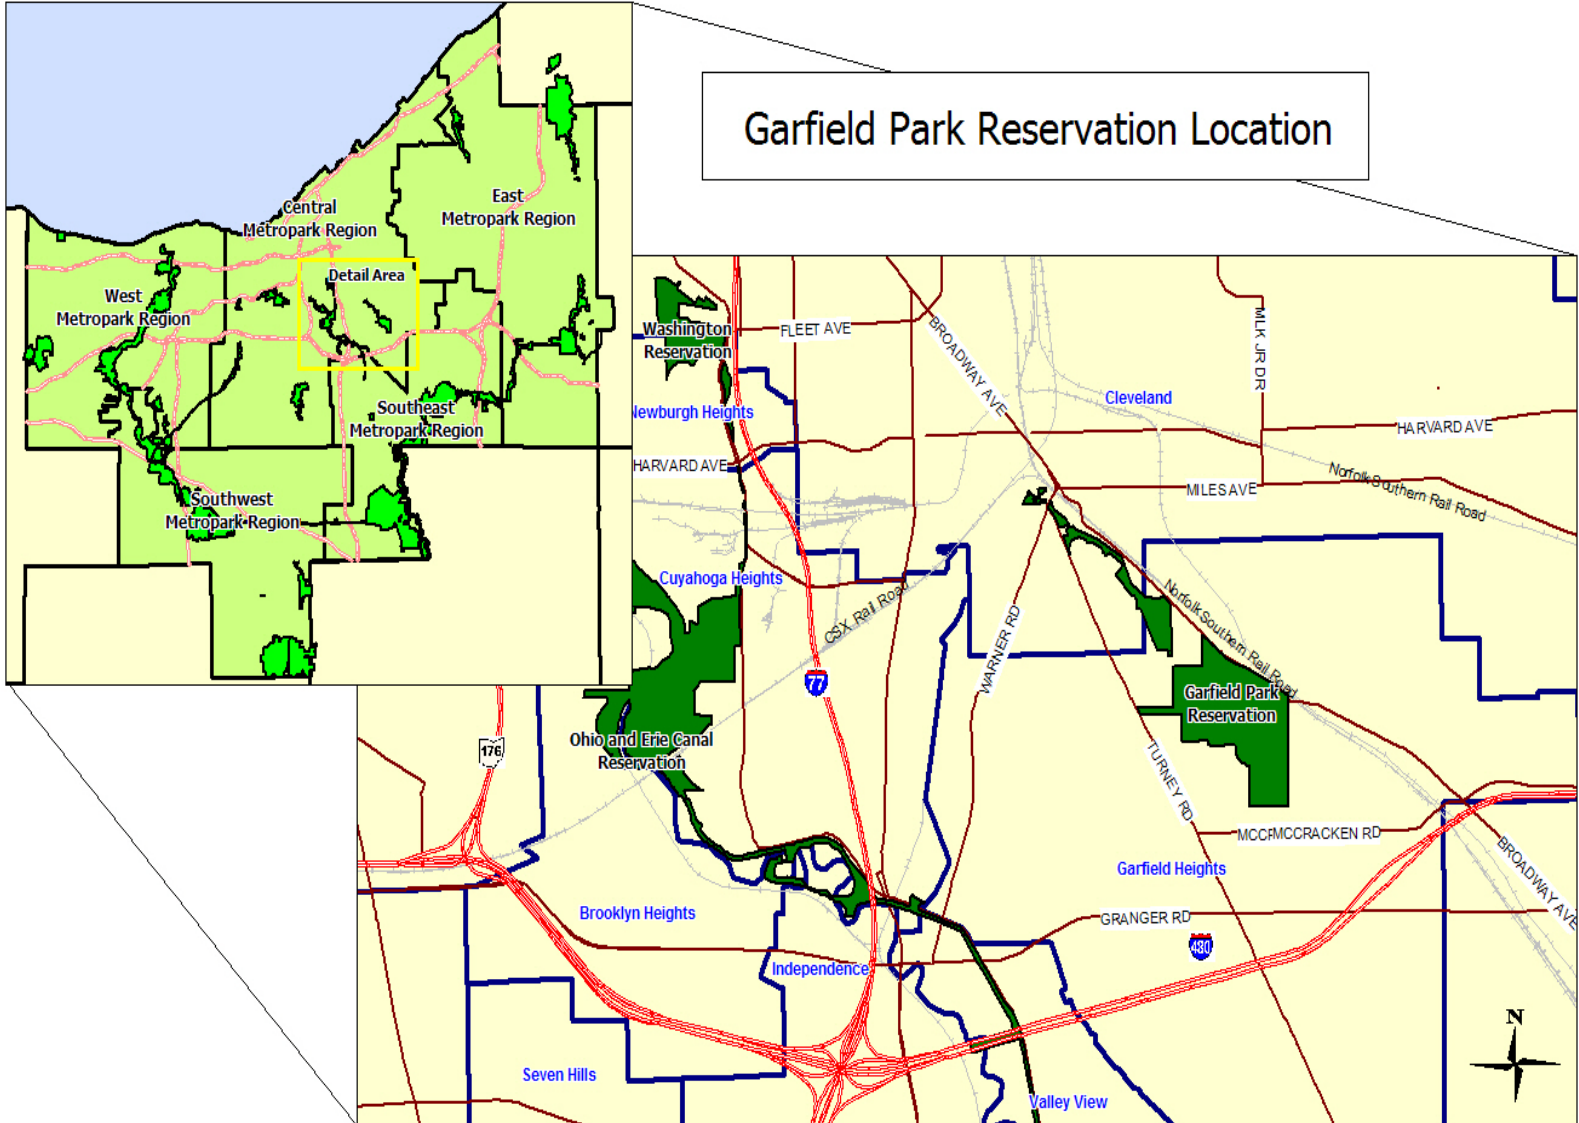 Garfield Park Reservation Location
Central
Metropark Region
East
Metropark Region
Detail Area
West
Metropark Region
Southeast
Metropark Region
Southwest
Metropark Region
Washington
Reservation
FLEET AVE
BROADWAY AVE
MLK JR DR
Cleveland
Newburgh Heights
HARVARD AVE
HARVARD AVE
MILES AVE
Norfolk Southern Rail Road
Cuyahoga Heights
CSX Rail Road
WARNER RD
Norfolk Southern Rail Road
77
Garfield Park
Reservation
176
Ohio and Erie Canal
Reservation
TURNEY RD
MCCRACKEN RD
BROADWAY AVE
Garfield Heights
Brooklyn Heights
GRANGER RD
480
Independence
N
Seven Hills
Valley View